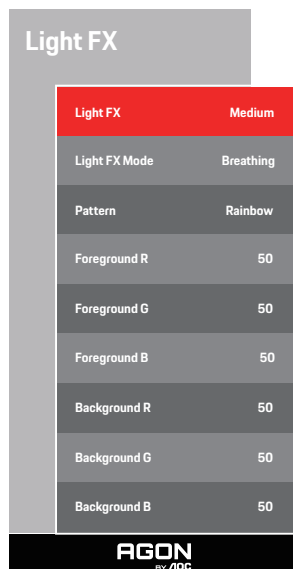 Light FX
Light FX Medium
Light FX Mode Breathing
Pattern Rainbow
Foreground R 50
Foreground G 50
Foreground B 50
Background R 50
Background G 50
Background B 50
AGON
BY AOC